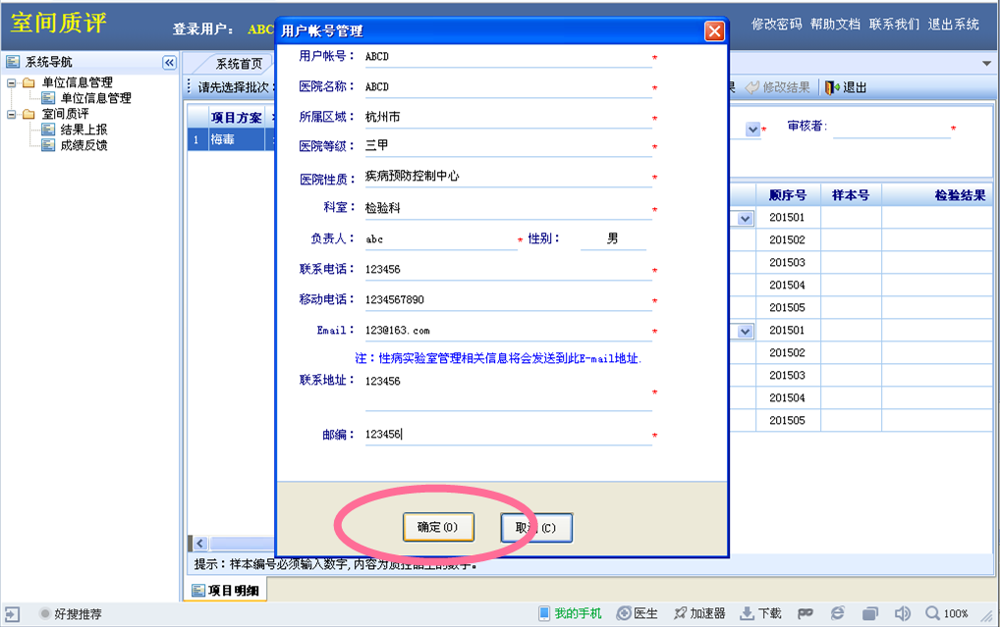 室间质评
登录用户： ABC
修改密码 帮助文档 联系我们 退出系统
系统导航
单位信息管理
单位信息管理
室间质评
结果上报
成绩反馈
系统首页
请先选择批次：
修改结果 退出
项目方案
1 梅毒
审核者： *
用户帐号管理
用户帐号： ABCD *
医院名称： ABCD *
所属区域： 杭州市 *
医院等级： 三甲 *
医院性质： 疾病预防控制中心 *
科室： 检验科 *
负责人： abc * 性别： 男
联系电话： 123456 *
移动电话： 1234567890 *
Email： 123@163.com *
注：性病实验室管理相关信息将会发送到此E-mail地址.
联系地址： 123456 *
邮编： 123456 *
确定(O) (C)
顺序号 样本号 检验结果
201501
201502
201503
201504
201505
201501
201502
201503
201504
201505
提示：样本编号必须输入数字,内容为质控品上的数字。
项目明细
好搜推荐
我的手机 医生 加速器 下载 100%